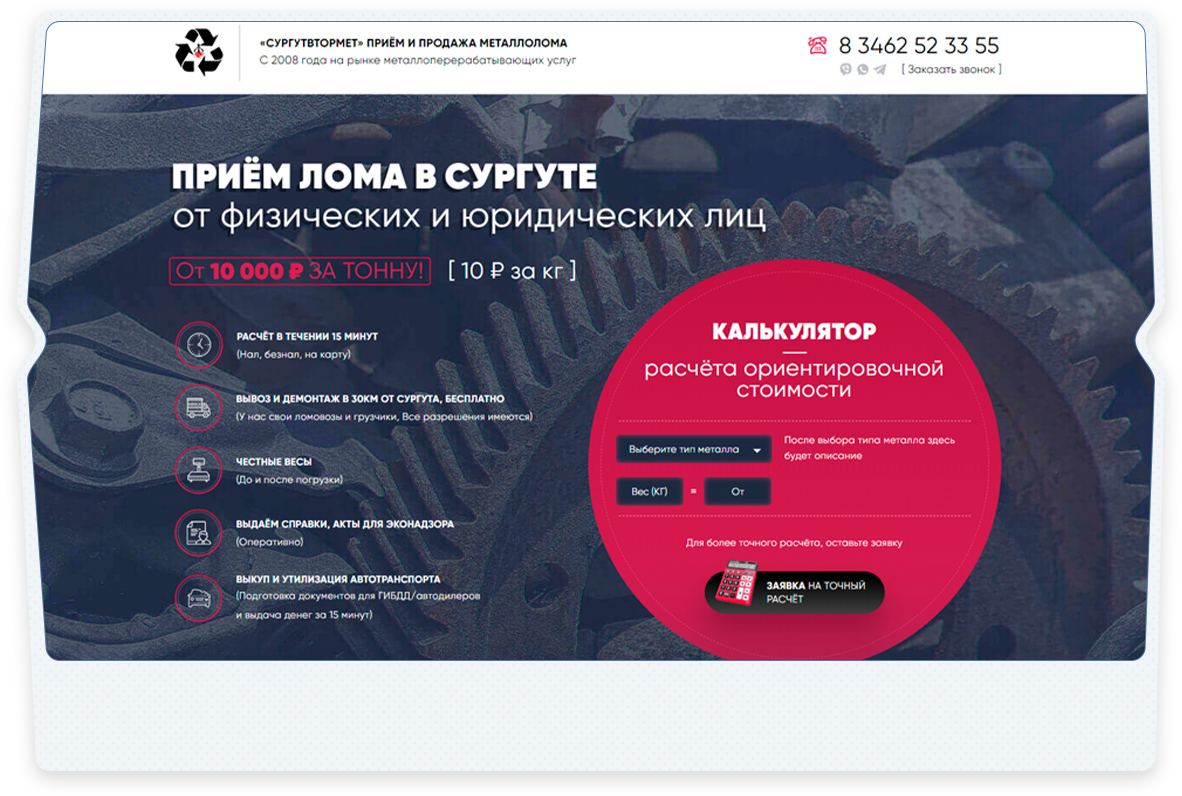 «СУРГУТВТОРМЕТ» ПРИЁМ И ПРОДАЖА МЕТАЛЛОЛОМА
С 2008 года на рынке металлоперерабатывающих услуг
8 3462 52 33 55
[ Заказать звонок ]
ПРИЁМ ЛОМА В СУРГУТЕ
от физических и юридических лиц
От 10 000 ₽ ЗА ТОННУ!
[ 10 ₽ за кг ]
РАСЧЁТ В ТЕЧЕНИИ 15 МИНУТ
(Нал, безнал, на карту)
ВЫВОЗ И ДЕМОНТАЖ В 30КМ ОТ СУРГУТА, БЕСПЛАТНО
(У нас свои ломовозы и грузчики, Все разрешения имеются)
ЧЕСТНЫЕ ВЕСЫ
(До и после погрузки)
ВЫДАЁМ СПРАВКИ, АКТЫ ДЛЯ ЭКОНАДЗОРА
(Оперативно)
ВЫКУП И УТИЛИЗАЦИЯ АВТОТРАНСПОРТА
(Подготовка документов для ГИБДД/автодилеров
и выдача денег за 15 минут)
КАЛЬКУЛЯТОР
расчёта ориентировочной
стоимости
Выберите тип металла
После выбора типа металла здесь
будет описание
Вес (КГ)
=
От
Для более точного расчёта, оставьте заявку
ЗАЯВКА НА ТОЧНЫЙ
РАСЧЁТ